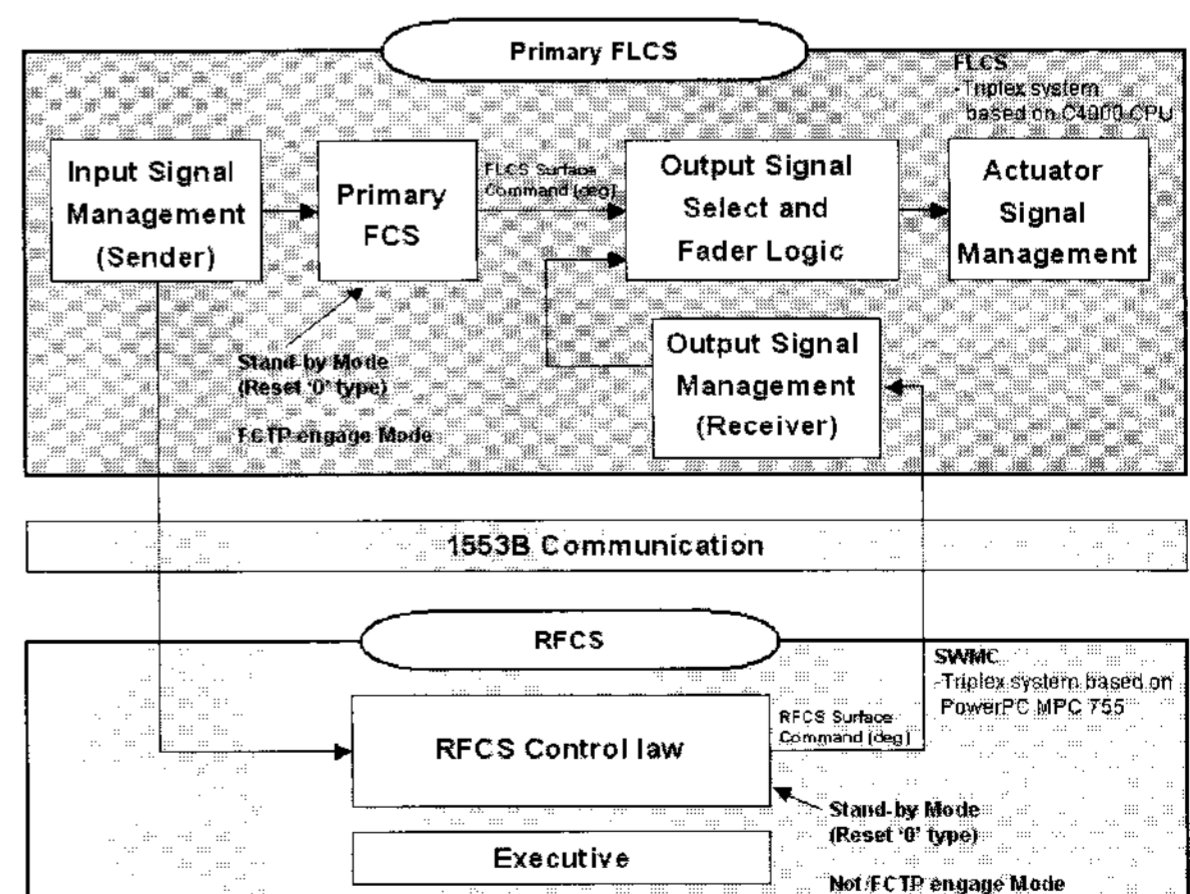 Primary FLCS
FLCS
-Triplex system
based on C4000 CPU
Input Signal
Management
(Sender)
Primary
FCS
FLCS Surface
Command [deg]
Output Signal
Select and
Fader Logic
Actuator
Signal
Management
Stand-by Mode
(Reset '0' type)
FCTP engage Mode
Output Signal
Management
(Receiver)
1553B Communication
RFCS
SWMC
-Triplex system based on
PowerPC MPC 755
RFCS Control law
RFCS Surface
Command [deg]
Stand-by Mode
(Reset '0' type)
Executive
Not FCTP engage Mode